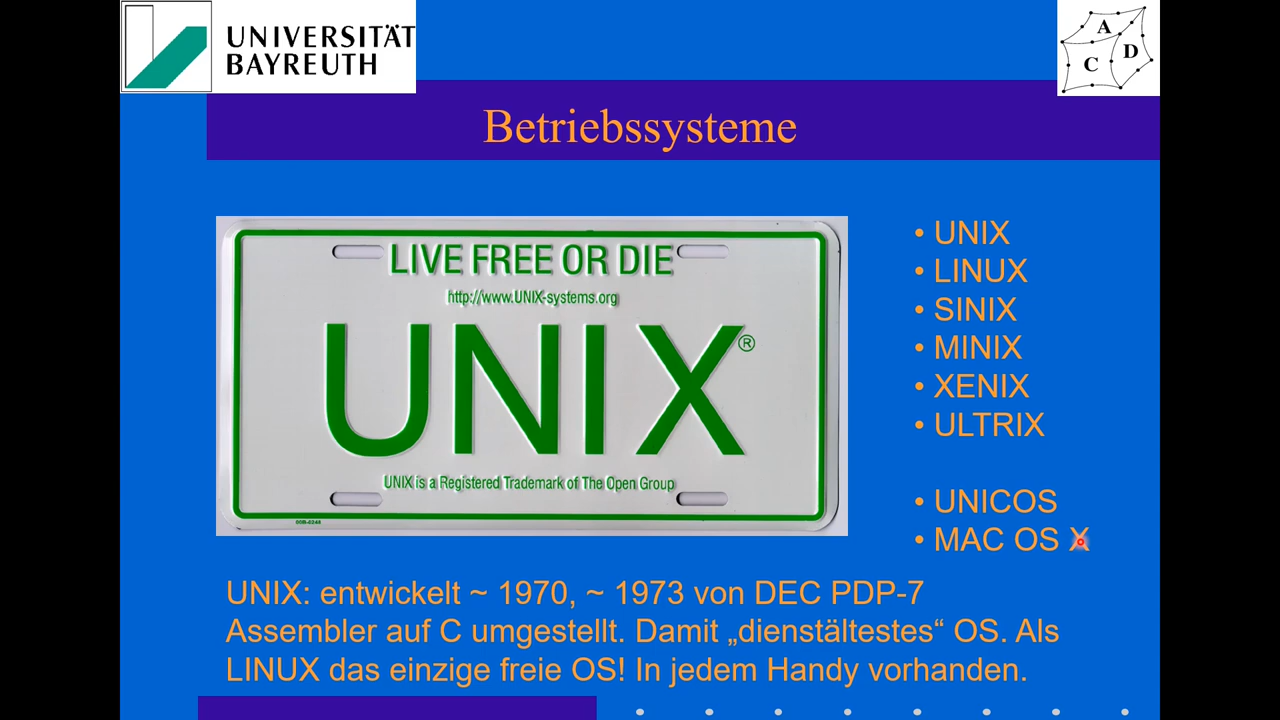 UNIVERSITÄT
BAYREUTH
A
D
C
Betriebssysteme
LIVE FREE OR DIE
http://www.UNIX-systems.org
UNIX®
UNIX is a Registered Trademark of The Open Group
00B-0248
• UNIX
• LINUX
• SINIX
• MINIX
• XENIX
• ULTRIX
• UNICOS
• MAC OS X
UNIX: entwickelt ~ 1970, ~ 1973 von DEC PDP-7
Assembler auf C umgestellt. Damit „dienstältestes“ OS. Als
LINUX das einzige freie OS! In jedem Handy vorhanden.